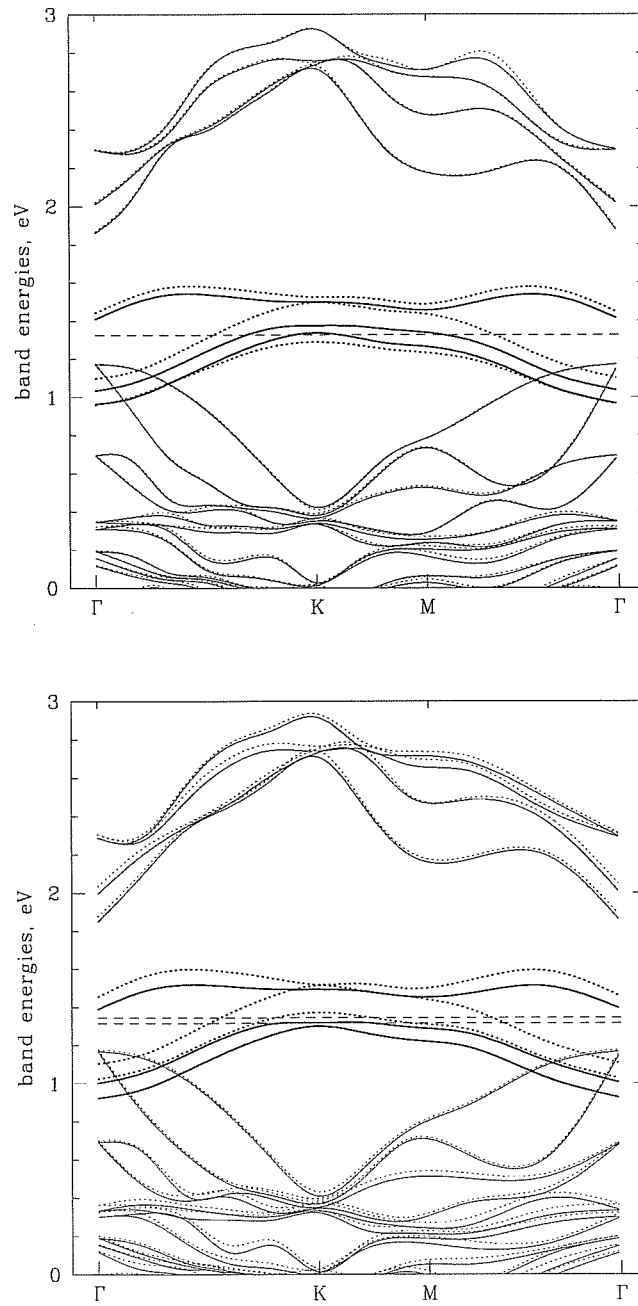 3
2
1
0
band energies, eV
Γ
K
M
Γ
3
2
1
0
band energies, eV
Γ
K
M
Γ